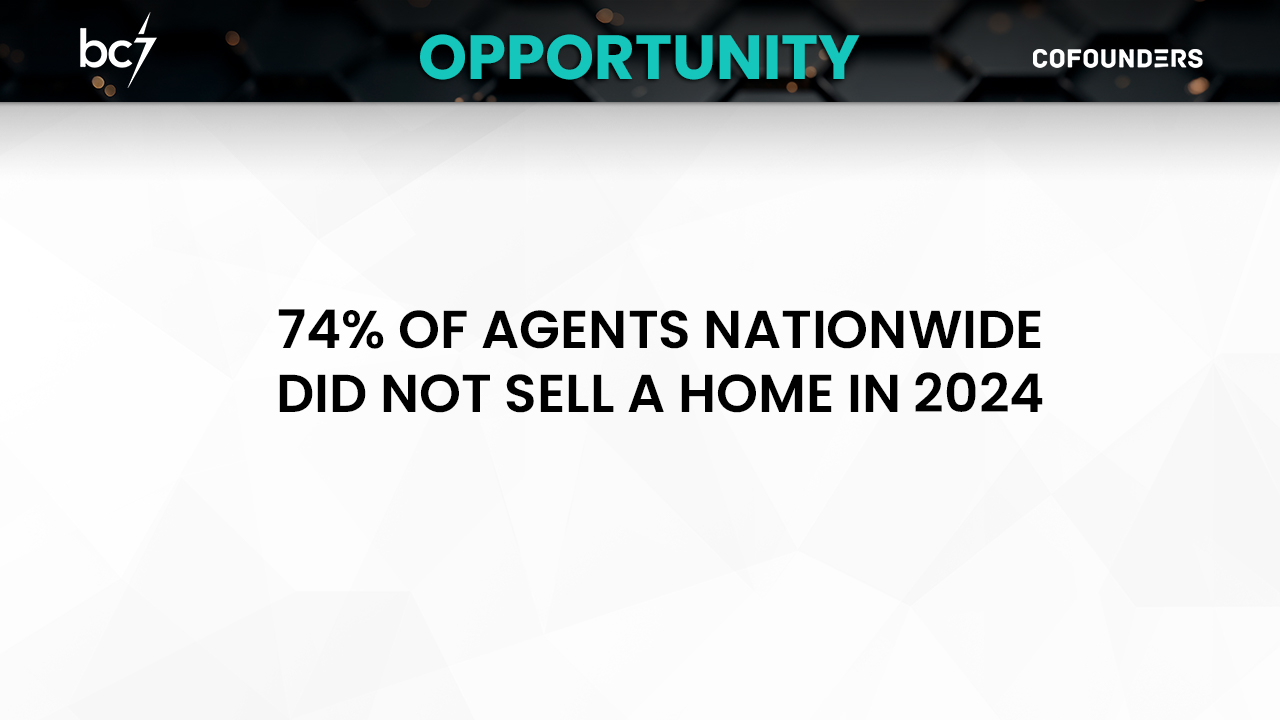 bc7
OPPORTUNITY
COFOUNDERS
74% OF AGENTS NATIONWIDE
DID NOT SELL A HOME IN 2024